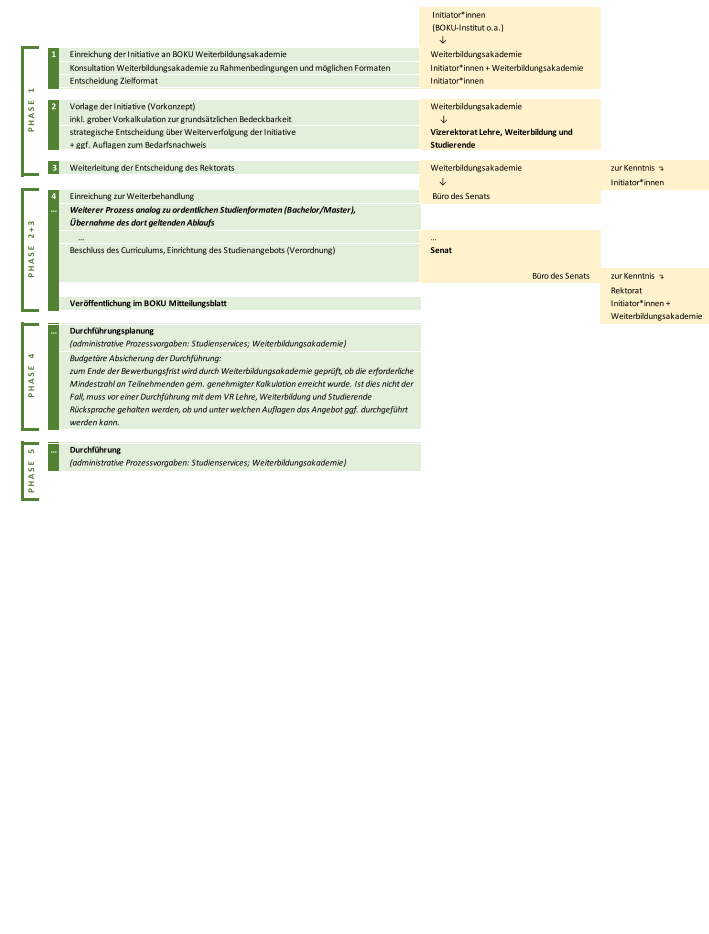 Initiator*innen
(BOKU-Institut o.a.)
↓
PHASE 1
1 Einreichung der Initiative an BOKU Weiterbildungsakademie Weiterbildungsakademie
Konsultation Weiterbildungsakademie zu Rahmenbedingungen und möglichen Formaten Initiator*innen + Weiterbildungsakademie
Entscheidung Zielformat Initiator*innen
2 Vorlage der Initiative (Vorkonzept) Weiterbildungsakademie
inkl. grober Vorkalkulation zur grundsätzlichen Bedeckbarkeit ↓
strategische Entscheidung über Weiterverfolgung der Initiative Vizerektorat Lehre, Weiterbildung und
+ ggf. Auflagen zum Bedarfsnachweis Studierende
3 Weiterleitung der Entscheidung des Rektorats Weiterbildungsakademie zur Kenntnis ↴
↓ Initiator*innen
PHASE 2+3
4 Einreichung zur Weiterbehandlung Büro des Senats
... Weiterer Prozess analog zu ordentlichen Studienformaten (Bachelor/Master),
Übernahme des dort geltenden Ablaufs
... ...
Beschluss des Curriculums, Einrichtung des Studienangebots (Verordnung) Senat
Büro des Senats zur Kenntnis ↴
Rektorat
Veröffentlichung im BOKU Mitteilungsblatt Initiator*innen +
Weiterbildungsakademie
PHASE 4
... Durchführungsplanung
(administrative Prozessvorgaben: Studienservices; Weiterbildungsakademie)
Budgetäre Absicherung der Durchführung:
zum Ende der Bewerbungsfrist wird durch Weiterbildungsakademie geprüft, ob die erforderliche
Mindestzahl an Teilnehmenden gem. genehmigter Kalkulation erreicht wurde. Ist dies nicht der
Fall, muss vor einer Durchführung mit dem VR Lehre, Weiterbildung und Studierende
Rücksprache gehalten werden, ob und unter welchen Auflagen das Angebot ggf. durchgeführt
werden kann.
PHASE 5
... Durchführung
(administrative Prozessvorgaben: Studienservices; Weiterbildungsakademie)